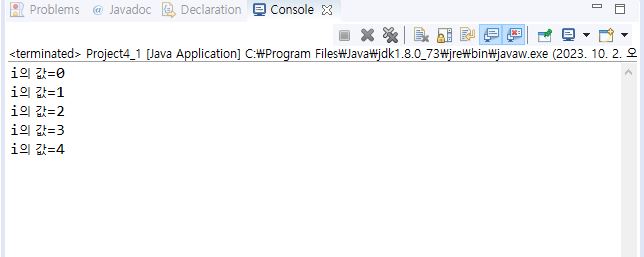 Problems @ Javadoc Declaration Console
<terminated> Project4_1 [Java Application] C:₩Program Files₩Java₩jdk1.8.0_73₩jre₩bin₩javaw.exe (2023. 10. 2. 오
i의 값=0
i의 값=1
i의 값=2
i의 값=3
i의 값=4